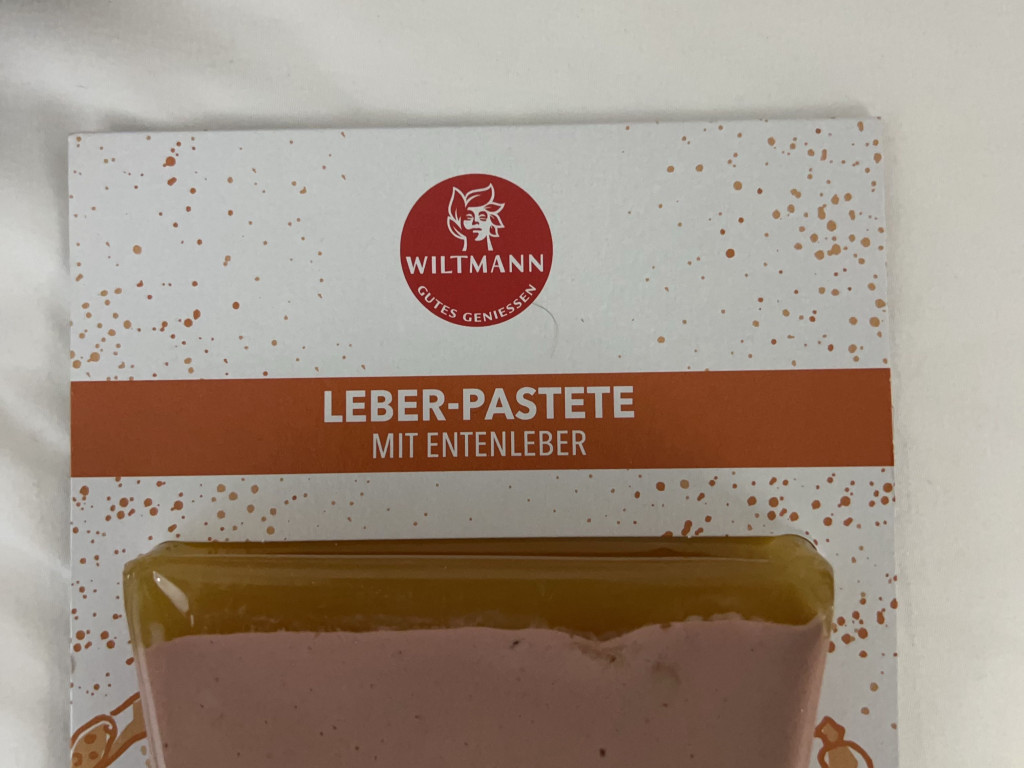 WILTMANN
GUTES GENIESSEN
LEBER-PASTETE
MIT ENTENLEBER